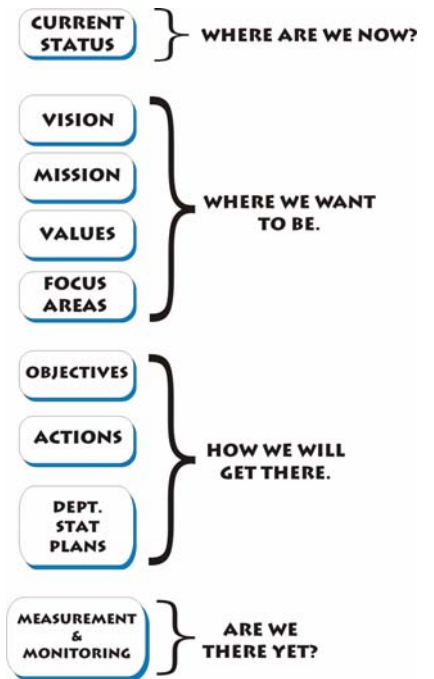 CURRENT
STATUS
WHERE ARE WE NOW?
VISION
MISSION
VALUES
FOCUS
AREAS
WHERE WE WANT
TO BE.
OBJECTIVES
ACTIONS
DEPT.
STAT
PLANS
HOW WE WILL
GET THERE.
MEASUREMENT
&
MONITORING
ARE WE
THERE YET?